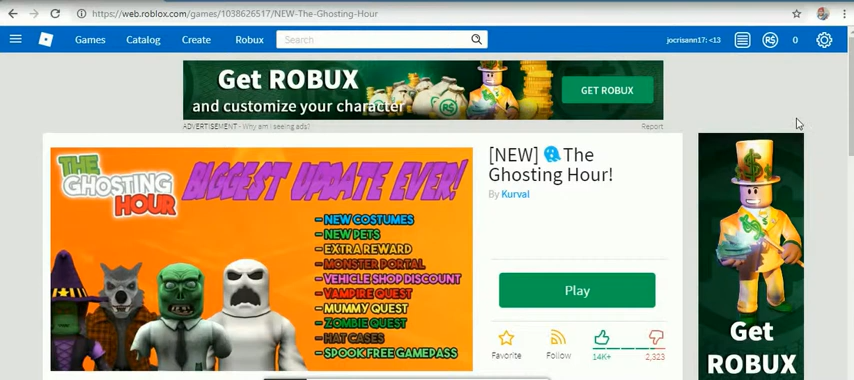 https://web.roblox.com/games/1038626517/NEW-The-Ghosting-Hour
Games
Catalog
Create
Robux
Search
jocrisann17: <13
R$
0
Get ROBUX
and customize your character
GET ROBUX
ADVERTISEMENT - Why am I seeing ads?
Report
THE
GHOSTING
HOUR
BIGGEST UPDATE EVER!
- NEW COSTUMES
- NEW PETS
- EXTRA REWARD
- MONSTER PORTAL
- VEHICLE SHOP DISCOUNT
- VAMPIRE QUEST
- MUMMY QUEST
- ZOMBIE QUEST
- HAT CASES
- SPOOK FREE GAMEPASS
[NEW] The
Ghosting Hour!
By Kurval
Play
Favorite
Follow
14K+
2,323
Get
ROBUX